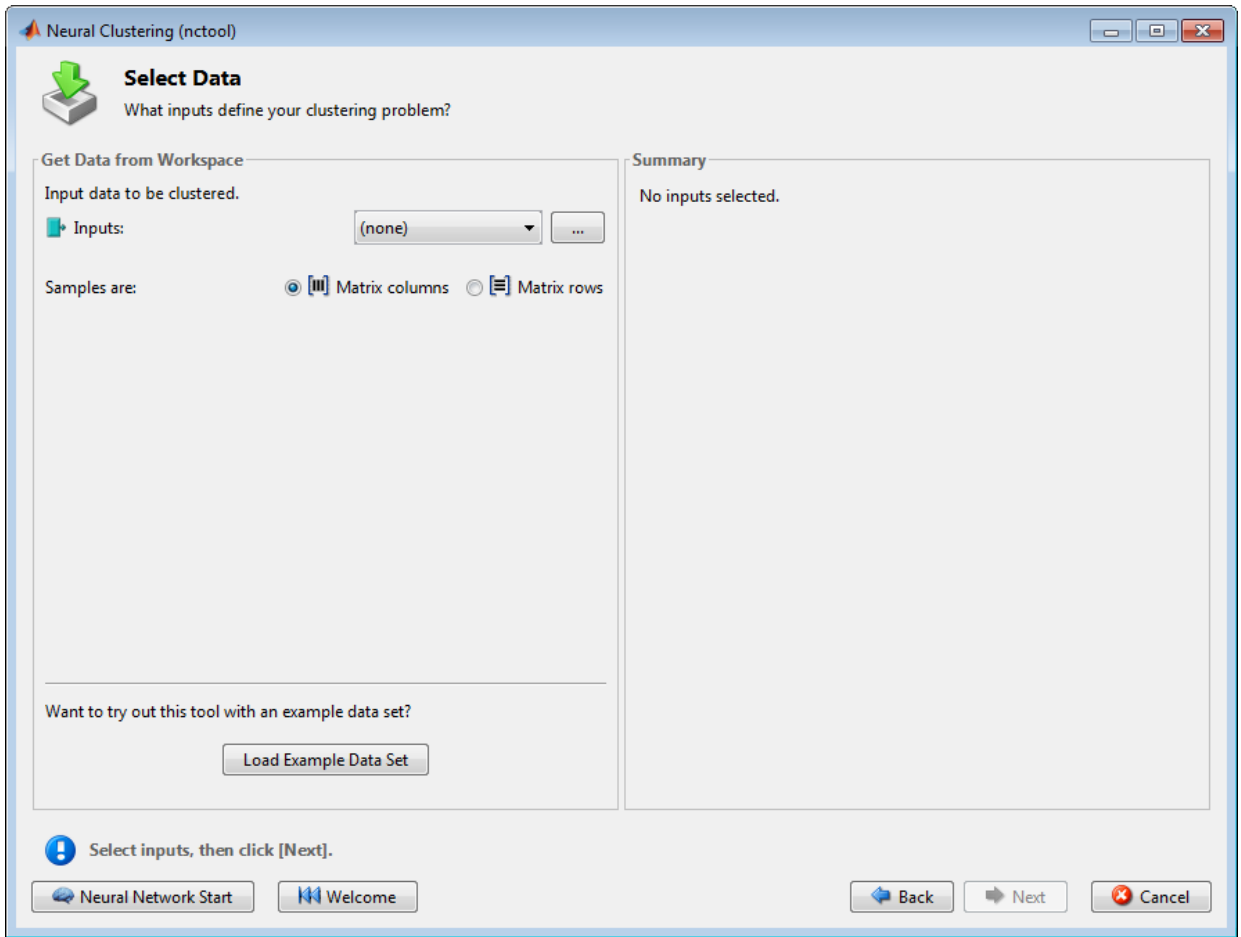 Neural Clustering (nctool)
Select Data
What inputs define your clustering problem?
Get Data from Workspace
Input data to be clustered.
Inputs: (none) ...
Samples are: Matrix columns Matrix rows
Want to try out this tool with an example data set?
Load Example Data Set
Summary
No inputs selected.
Select inputs, then click [Next].
Neural Network Start Welcome Back Next Cancel